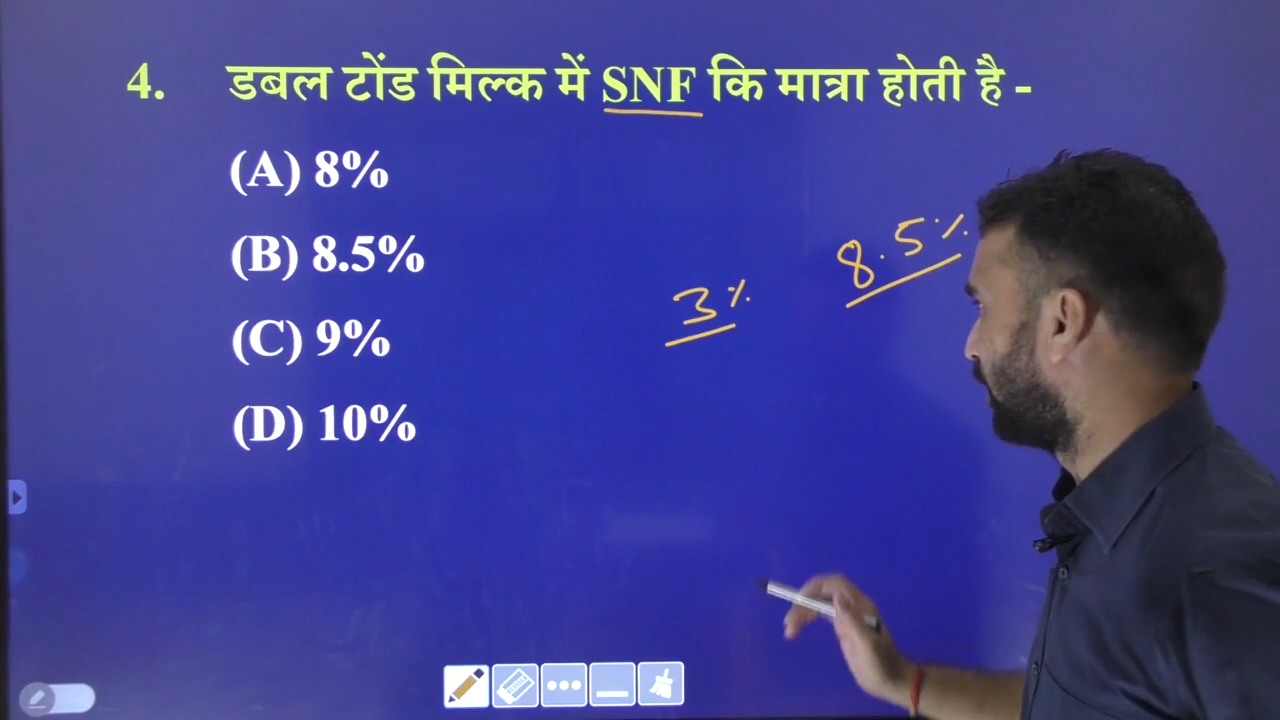 4. डबल टोंड मिल्क में SNF कि मात्रा होती है -
(A) 8%
(B) 8.5%
(C) 9%
(D) 10%
3%
8.5%